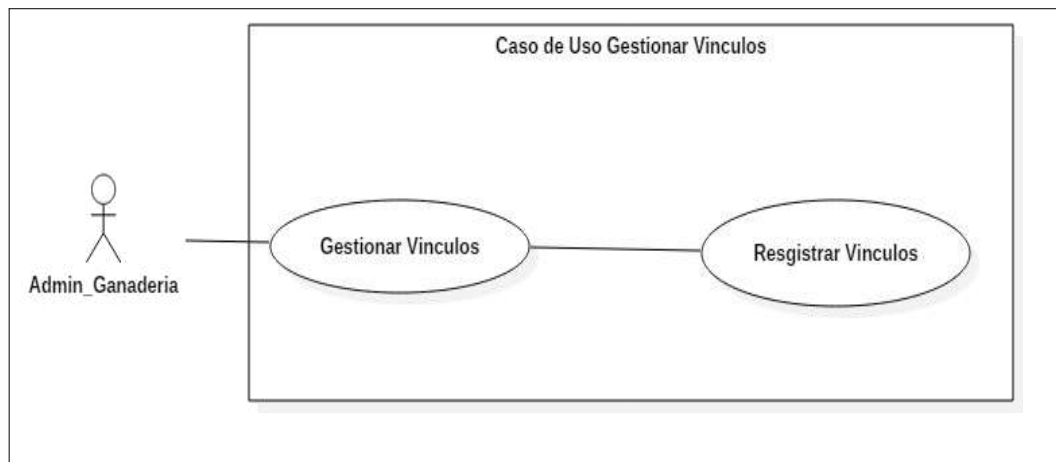 Caso de Uso Gestionar Vinculos
Gestionar Vinculos
Resgistrar Vinculos
Admin_Ganaderia